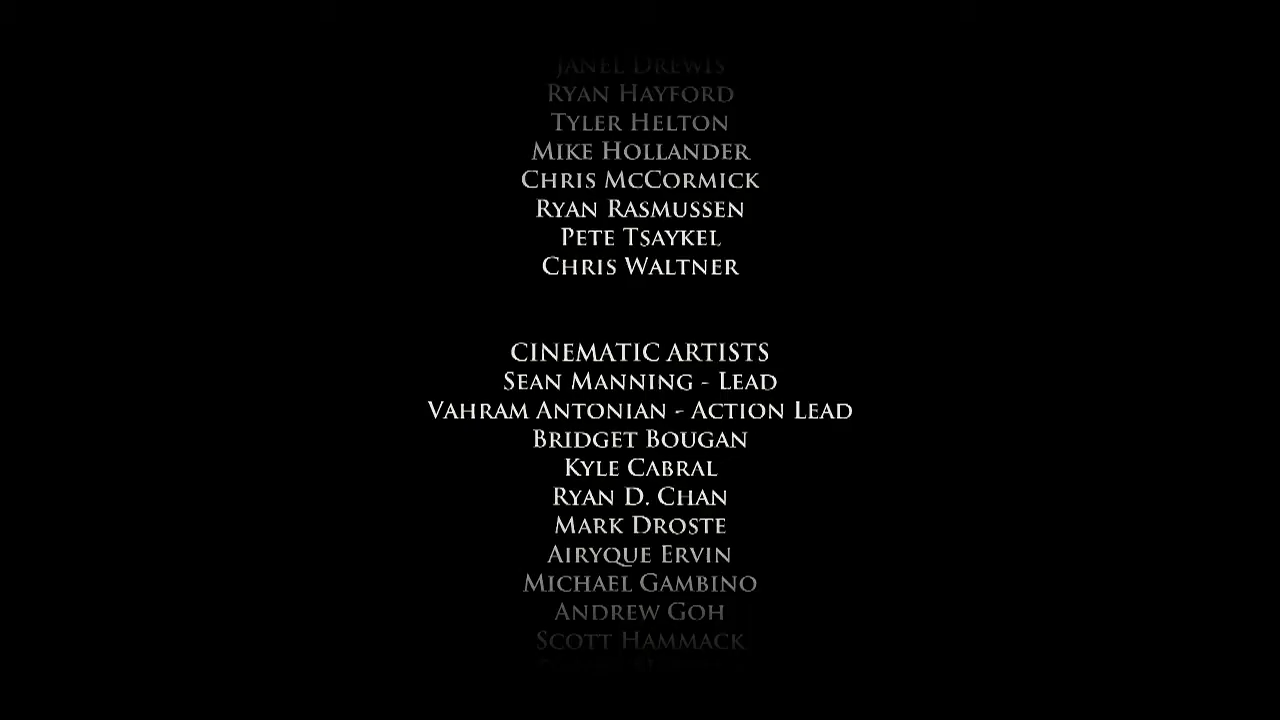 Janel Drewis
Ryan Hayford
Tyler Helton
Mike Hollander
Chris McCormick
Ryan Rasmussen
Pete Tsaykel
Chris Waltner
CINEMATIC ARTISTS
Sean Manning - Lead
Vahram Antonian - Action Lead
Bridget Bougan
Kyle Cabral
Ryan D. Chan
Mark Droste
Airyque Ervin
Michael Gambino
Andrew Goh
Scott Hammack